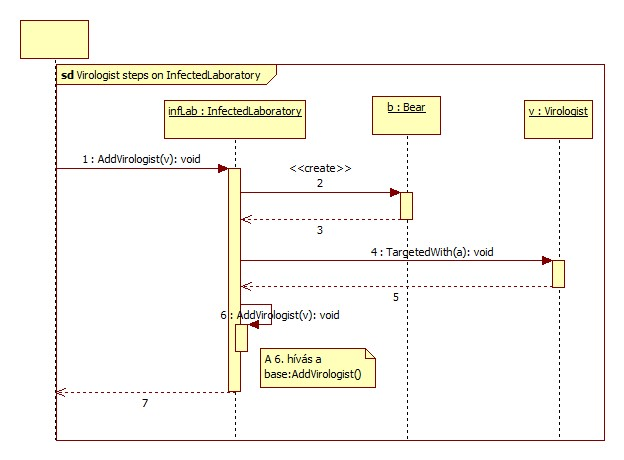 sd Virologist steps on InfectedLaboratory
infLab : InfectedLaboratory
b : Bear
v : Virologist
1 : AddVirologist(v): void
<<create>>
2
3
4 : TargetedWith(a): void
5
6 : AddVirologist(v): void
A 6. hívás a
base:AddVirologist()
7